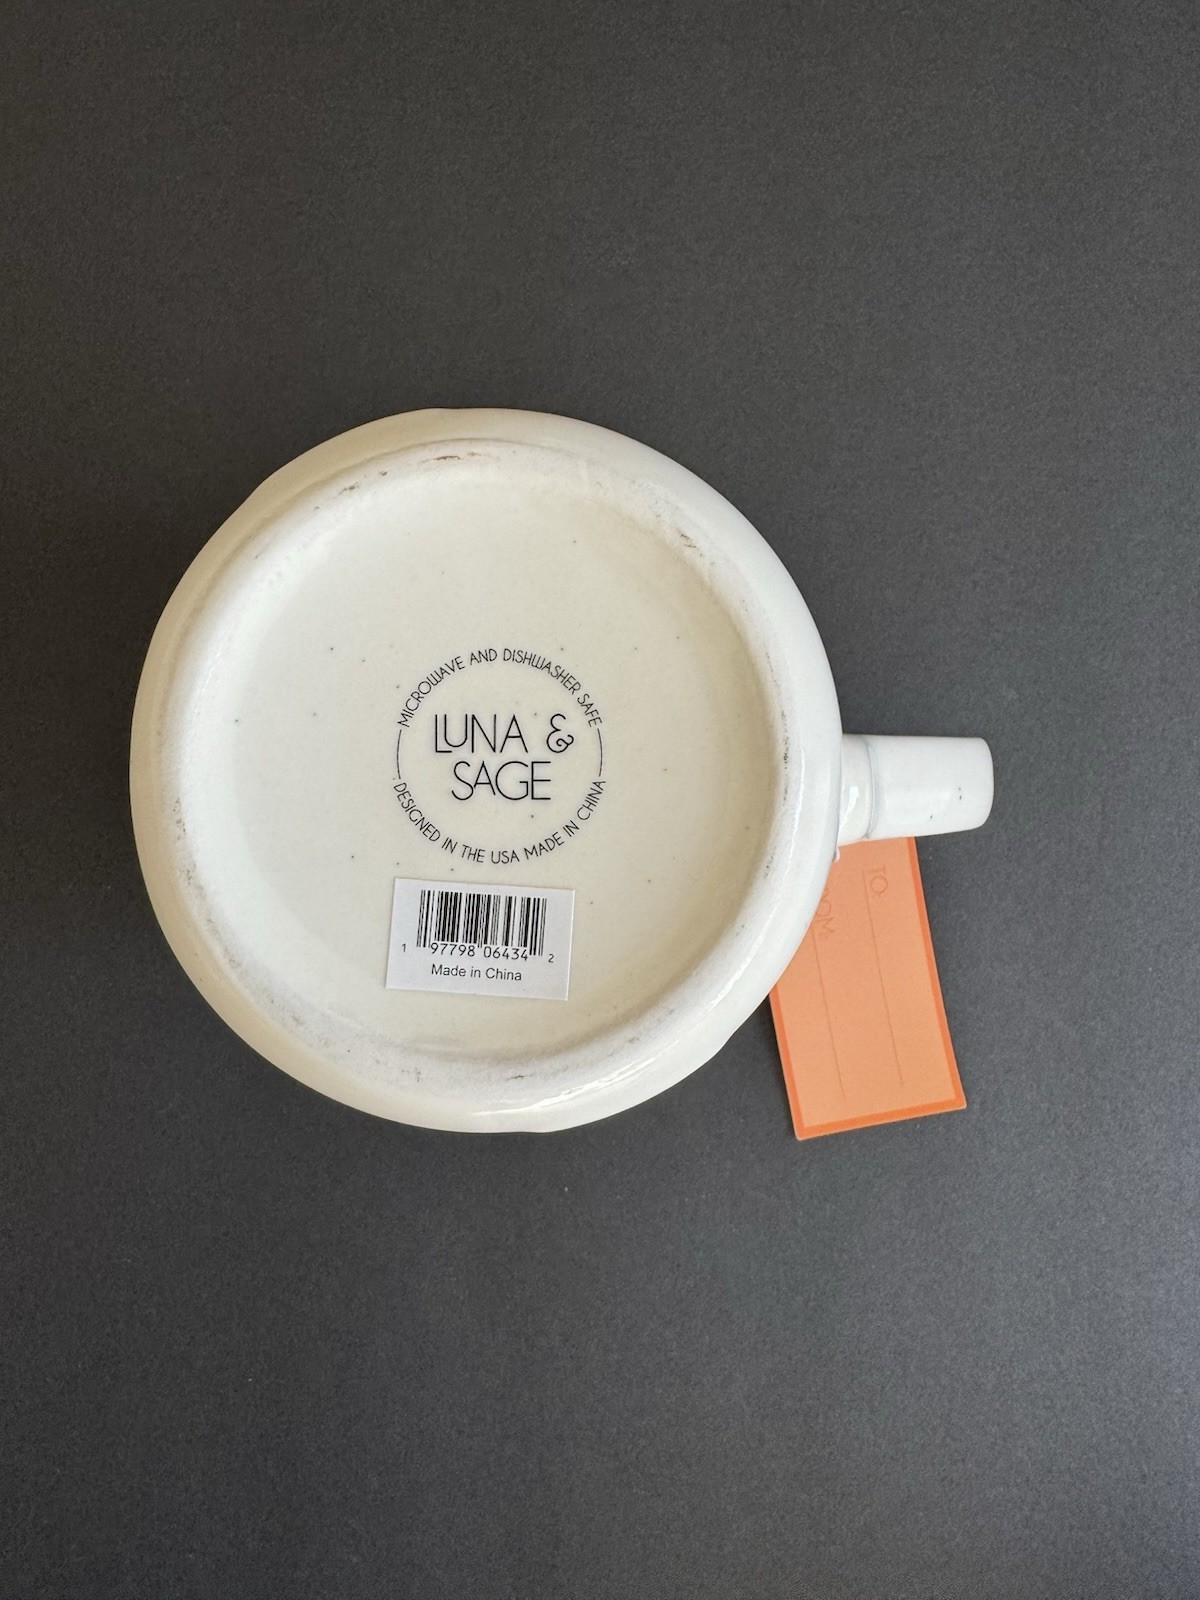 MICROWAVE AND DISHWASHER SAFE
LUNA &
SAGE
DESIGNED IN THE USA MADE IN CHINA
1 97798 06434 2
Made in China
TO: